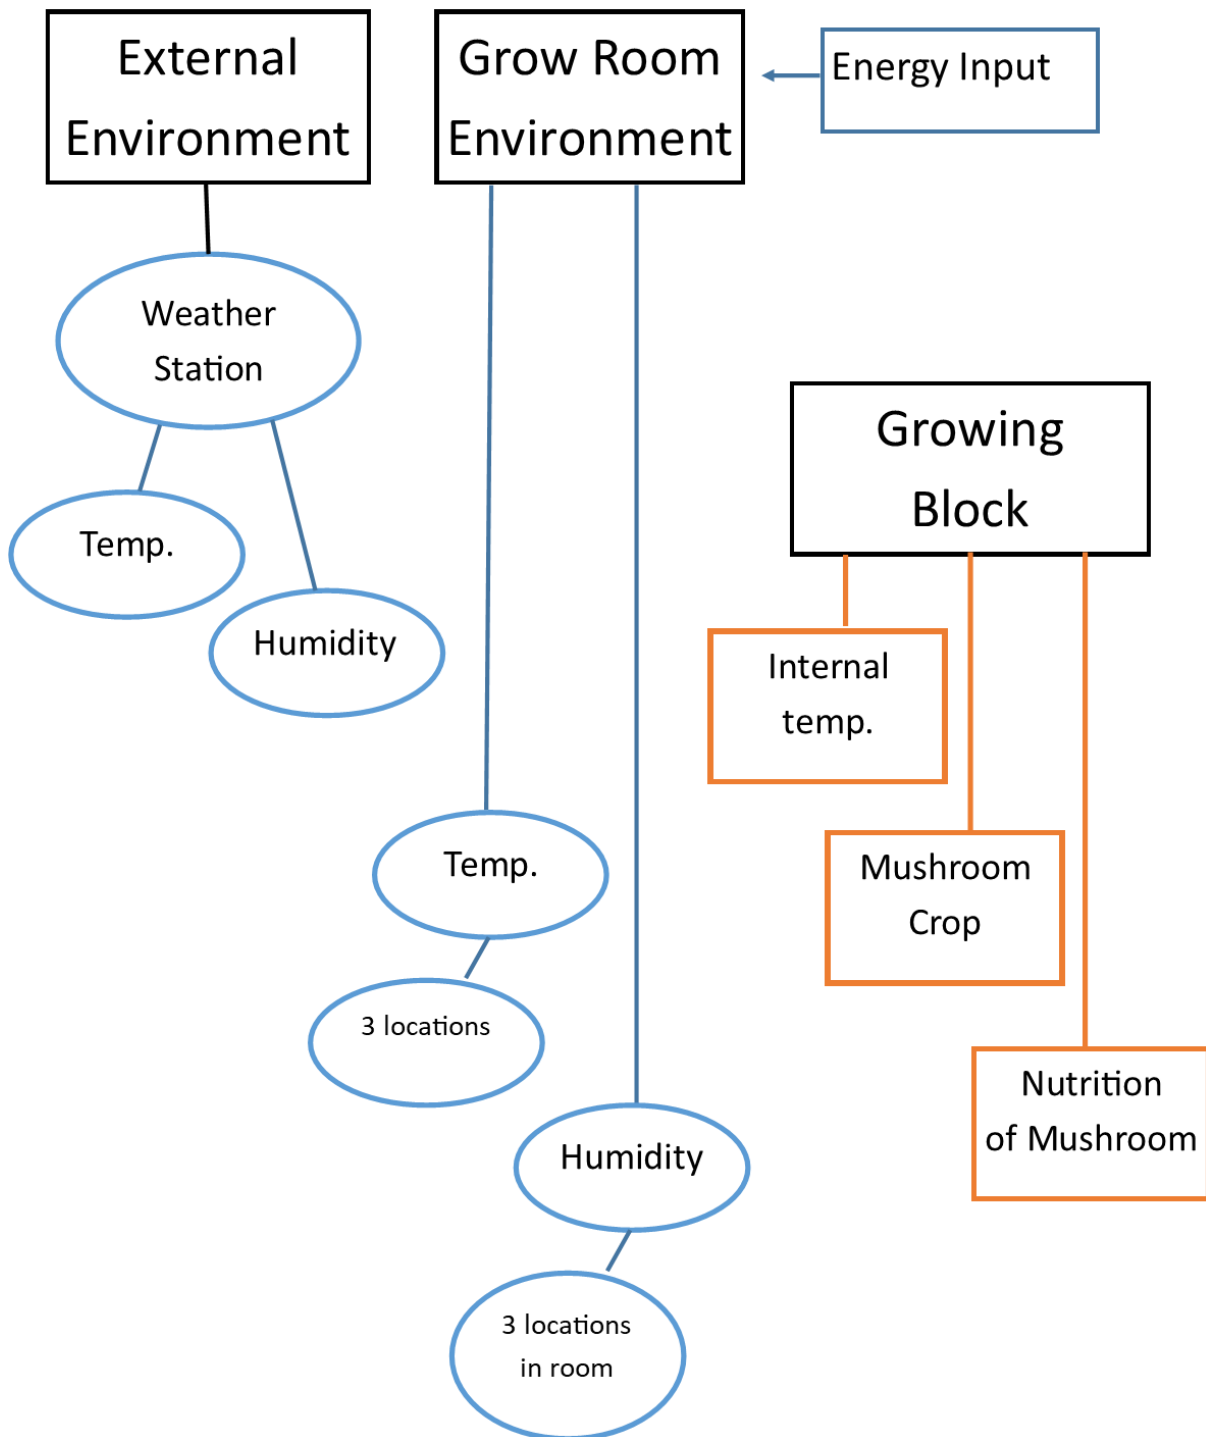 External
Environment
Grow Room
Environment
Energy Input
Weather
Station
Temp.
Humidity
Temp.
3 locations
Humidity
3 locations
in room
Growing
Block
Internal
temp.
Mushroom
Crop
Nutrition
of Mushroom